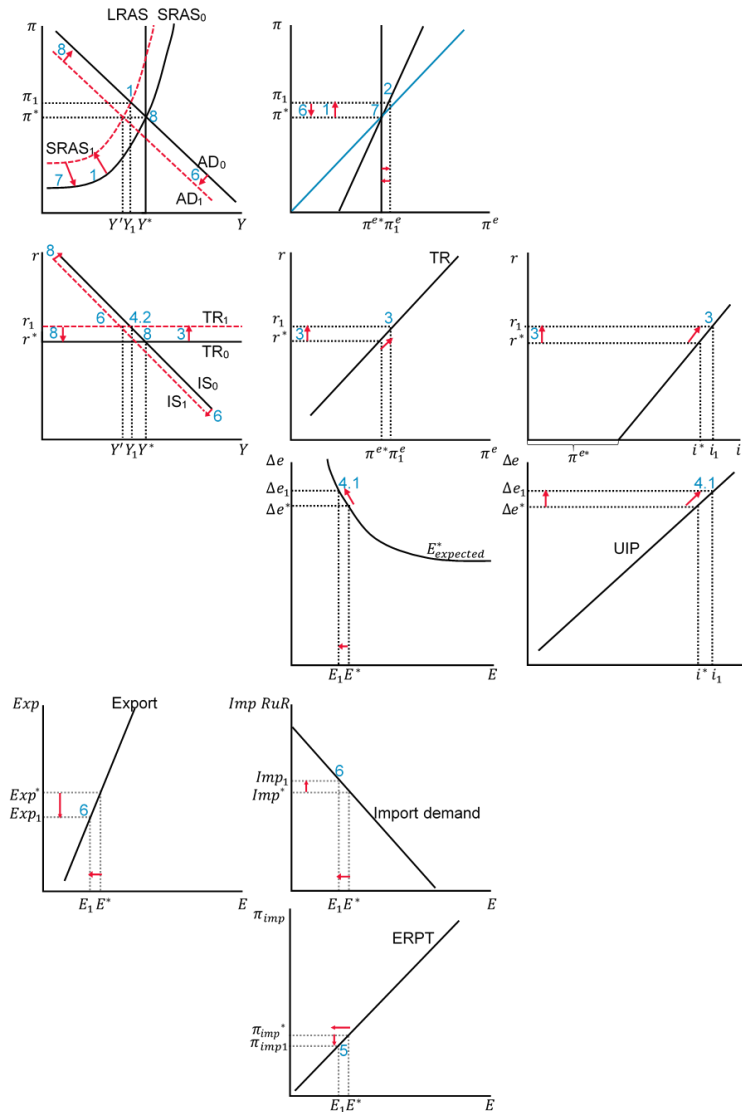 π LRAS SRAS₀
8
π₁ 1
π* 8
SRAS₁
7 1 6 AD₀
AD₁
Y′ Y₁ Y* Y
π
π₁ 2
π* 6 1 7
πᵉ* π₁ᵉ πᵉ
r
8
r₁ 6 4.2 TR₁
r* 8 8 3
TR₀
IS₀
IS₁ 6
Y′ Y₁ Y* Y
r TR
r₁ 3
r* 3
πᵉ* π₁ᵉ πᵉ
r
r₁ 3
r* 3
πᵉ* i* i₁ i
Δe
Δe₁ 4.1
Δe*
E*expected
E₁ E* E
Δe
Δe₁ 4.1
Δe*
UIP
i* i₁
Exp Export
Exp*
Exp₁ 6
E₁ E* E
Imp RuR
Imp₁ 6
Imp*
Import demand
E₁ E* E
πimp
ERPT
πimp*
πimp1 5
E₁ E* E